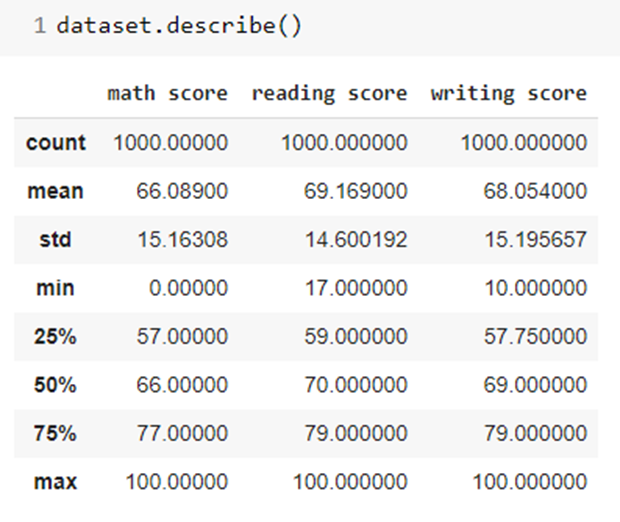 1 dataset.describe()
math score reading score writing score
count 1000.00000 1000.000000 1000.000000
mean 66.08900 69.169000 68.054000
std 15.16308 14.600192 15.195657
min 0.00000 17.000000 10.000000
25% 57.00000 59.000000 57.750000
50% 66.00000 70.000000 69.000000
75% 77.00000 79.000000 79.000000
max 100.00000 100.000000 100.000000